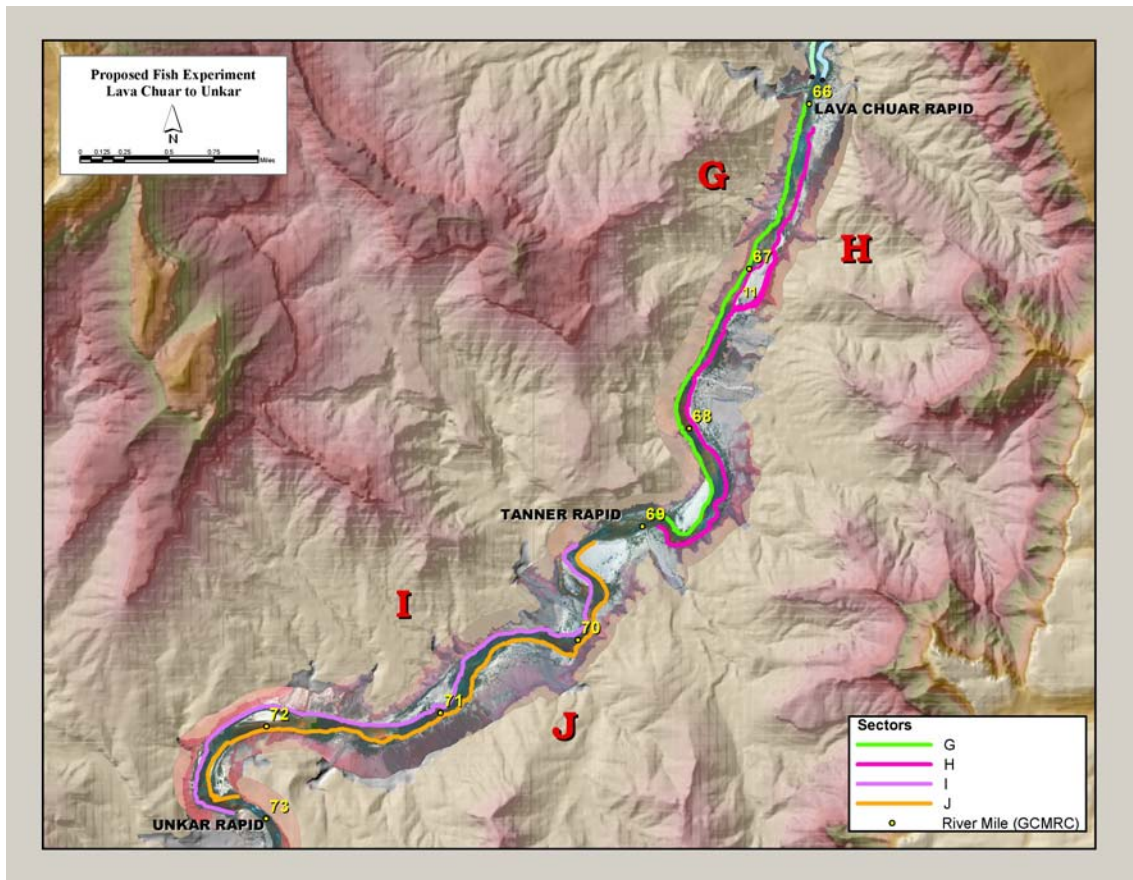 Proposed Fish Experiment
Lava Chuar to Unkar
N
0 0.125 0.25 0.5 0.75 1
Miles
66
LAVA CHUAR RAPID
G
H
67
11
68
TANNER RAPID
69
I
70
71
J
72
73
UNKAR RAPID
Sectors
G
H
I
J
River Mile (GCMRC)